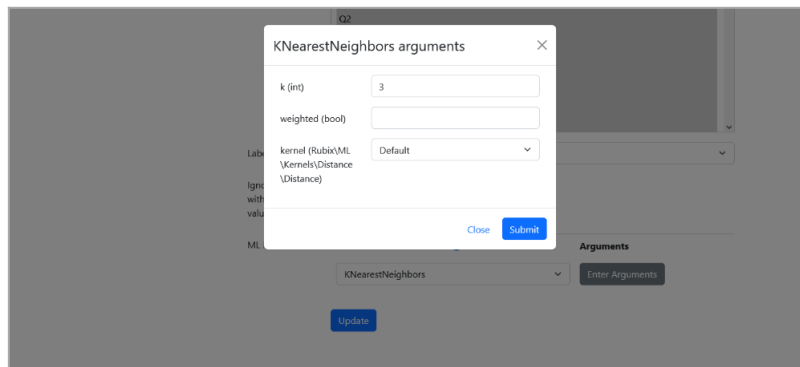 Q2
KNearestNeighbors arguments
k (int)
3
weighted (bool)
kernel (Rubix\ML
\Kernels\Distance
\Distance)
Default
Labe
Igno
with
valu
Close
Submit
ML
Arguments
KNearestNeighbors
Enter Arguments
Update